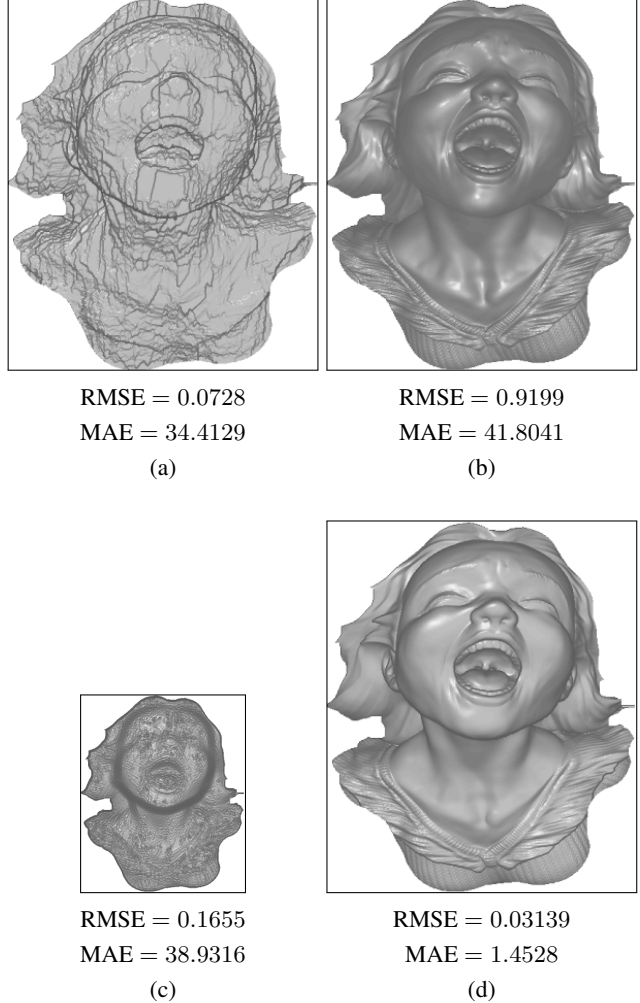 RMSE = 0.0728
MAE = 34.4129
(a)
RMSE = 0.9199
MAE = 41.8041
(b)
RMSE = 0.1655
MAE = 38.9316
(c)
RMSE = 0.03139
MAE = 1.4528
(d)